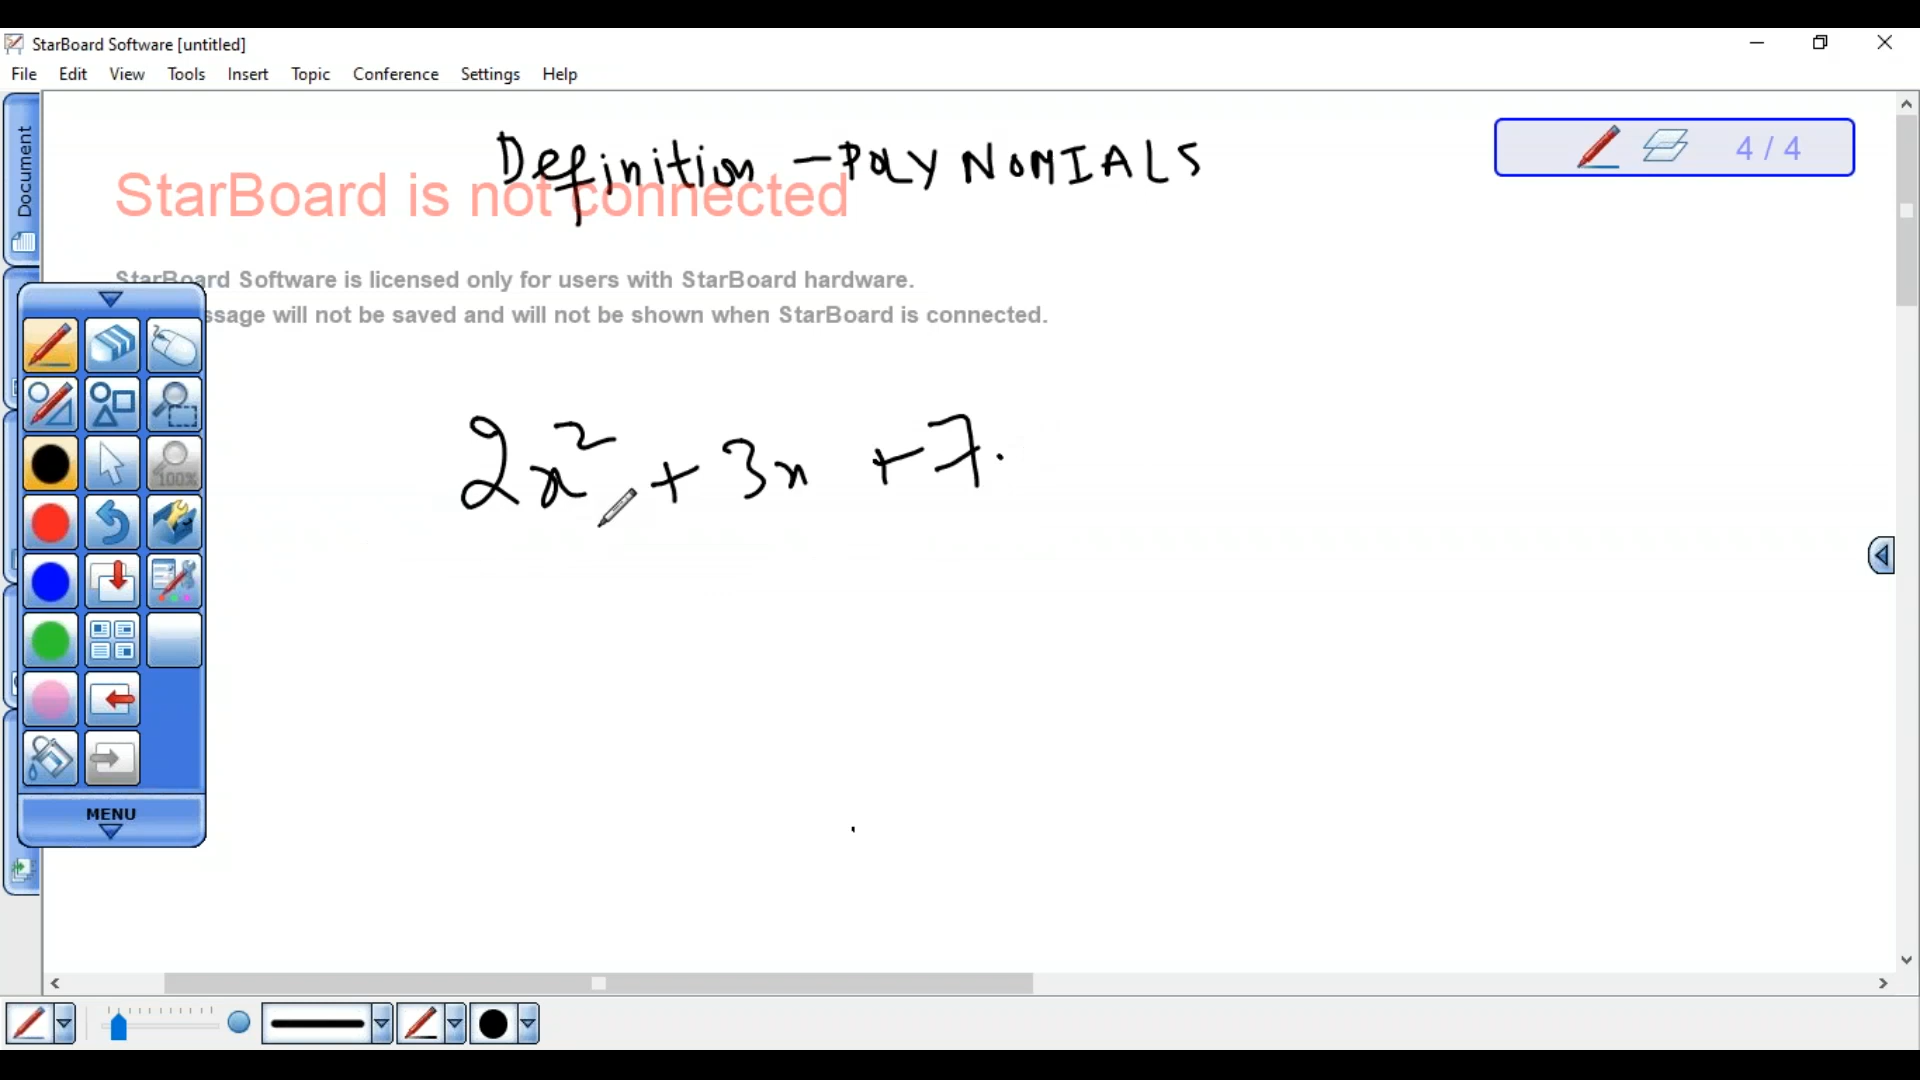 StarBoard Software [untitled]
File Edit View Tools Insert Topic Conference Settings Help
Document
Definition - POLYNOMIALS
4 / 4
StarBoard is not connected
StarBoard Software is licensed only for users with StarBoard hardware.
ssage will not be saved and will not be shown when StarBoard is connected.
100%
2x² + 3x + 7.
MENU